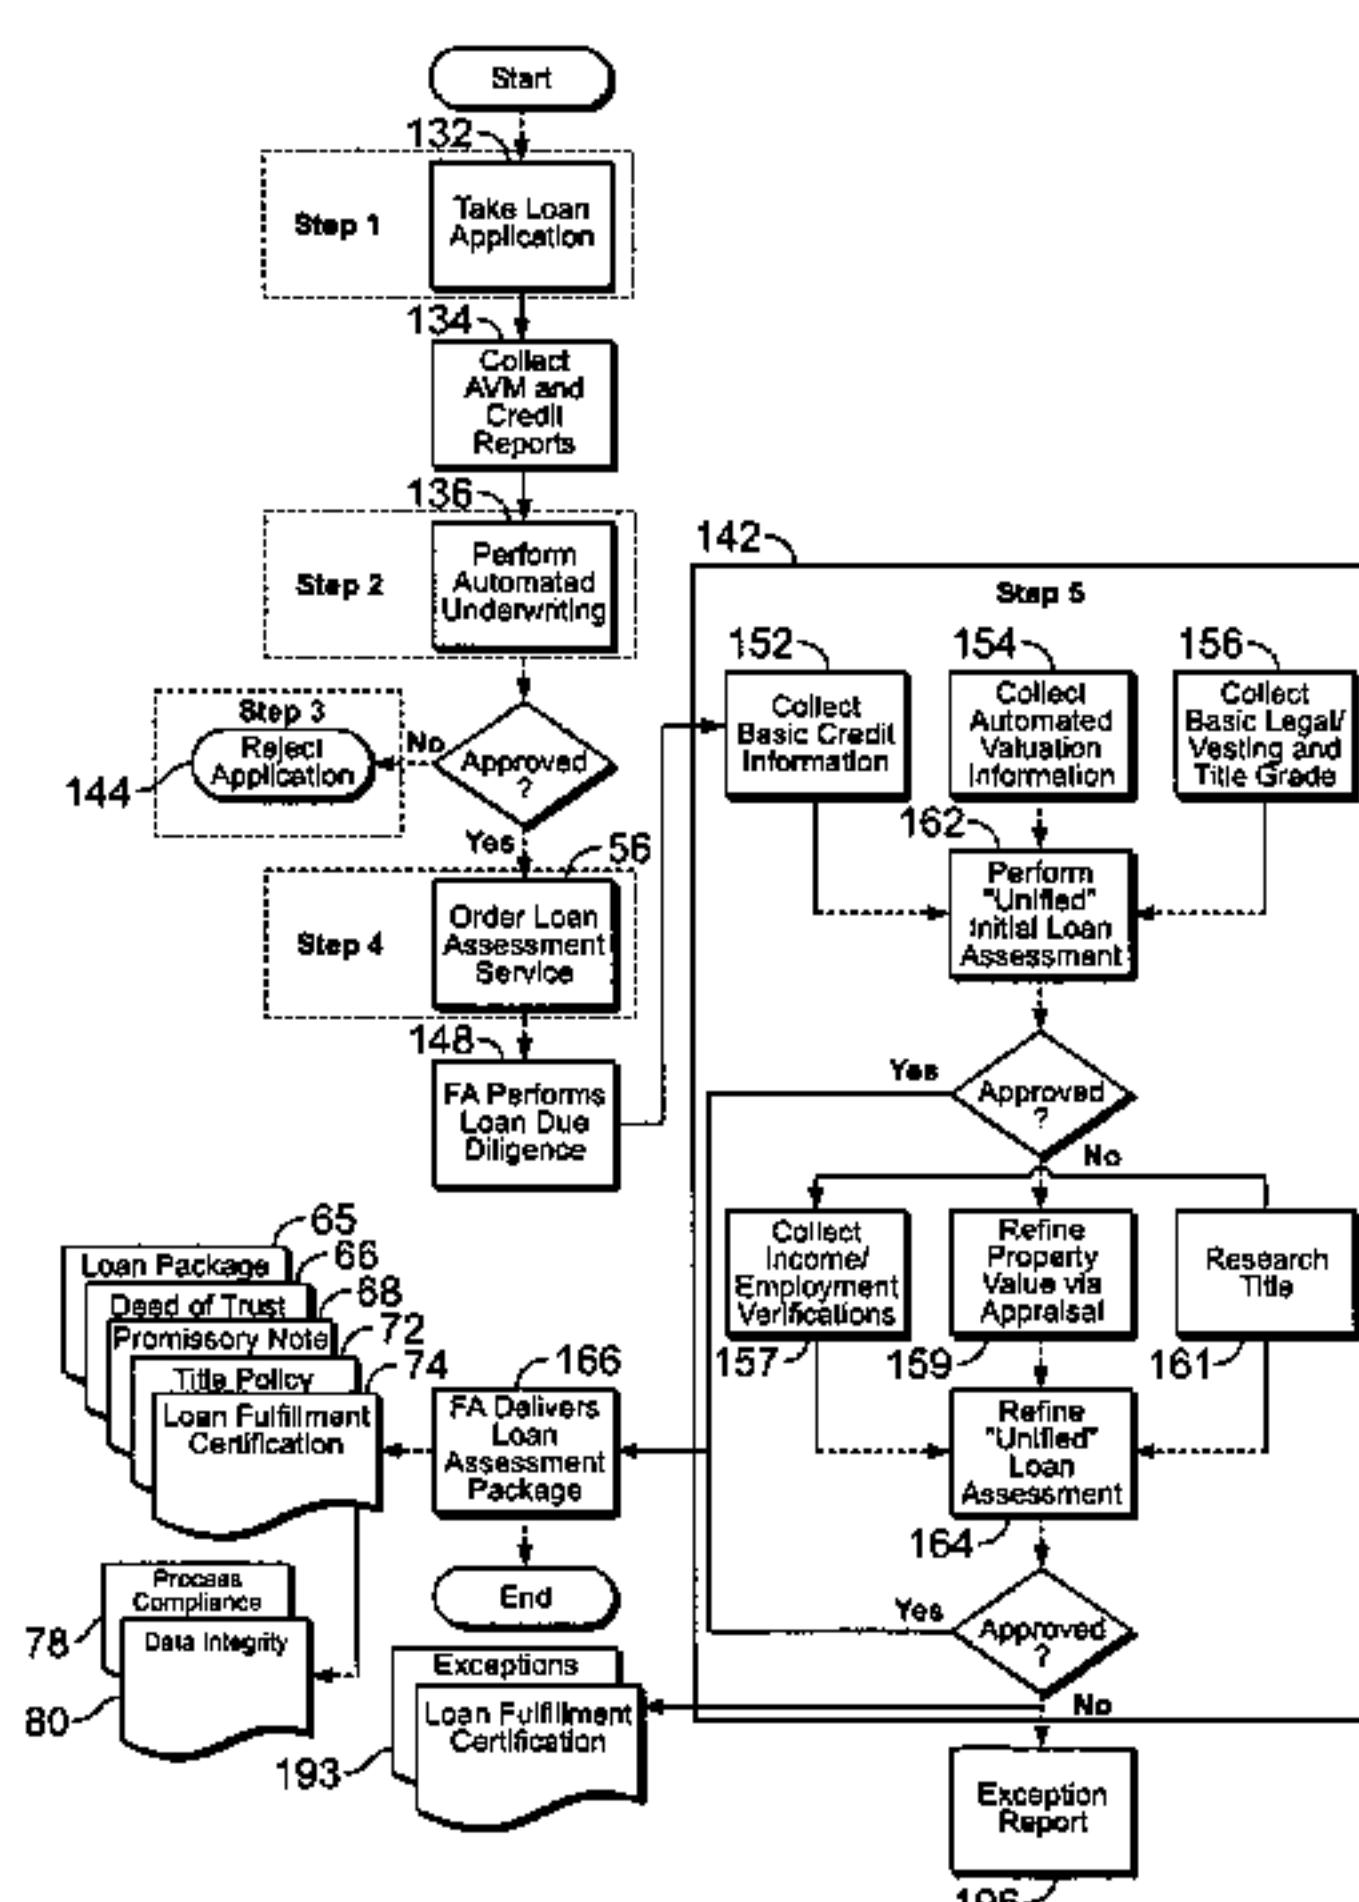 Start
132
Step 1
Take Loan
Application
134
Collect
AVM and
Credit
Reports
136
Step 2
Perform
Automated
Underwriting
Step 3
Reject
Application
144
No
Approved
?
Yes
56
Step 4
Order Loan
Assessment
Service
148
FA Performs
Loan Due
Diligence
142
Step 5
152
Collect
Basic Credit
Information
154
Collect
Automated
Valuation
Information
156
Collect
Basic Legal/
Vesting and
Title Grade
162
Perform
"Unified"
Initial Loan
Assessment
Yes
Approved
?
No
Collect
Income/
Employment
Verifications
157
Refine
Property
Value via
Appraisal
159
Research
Title
161
Refine
"Unified"
Loan
Assessment
164
Yes
Approved
?
No
65
Loan Package
66
Deed of Trust
68
Promissory Note
72
Title Policy
74
Loan Fulfillment
Certification
166
FA Delivers
Loan
Assessment
Package
End
Process
Compliance
78
Data Integrity
80
Exceptions
Loan Fulfillment
Certification
193
Exception
Report